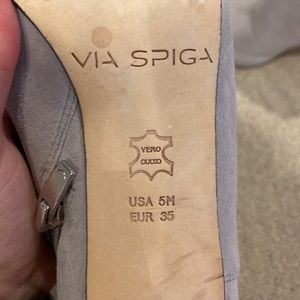 VIA SPIGA
VERO
CUOIO
USA 5M
EUR 35